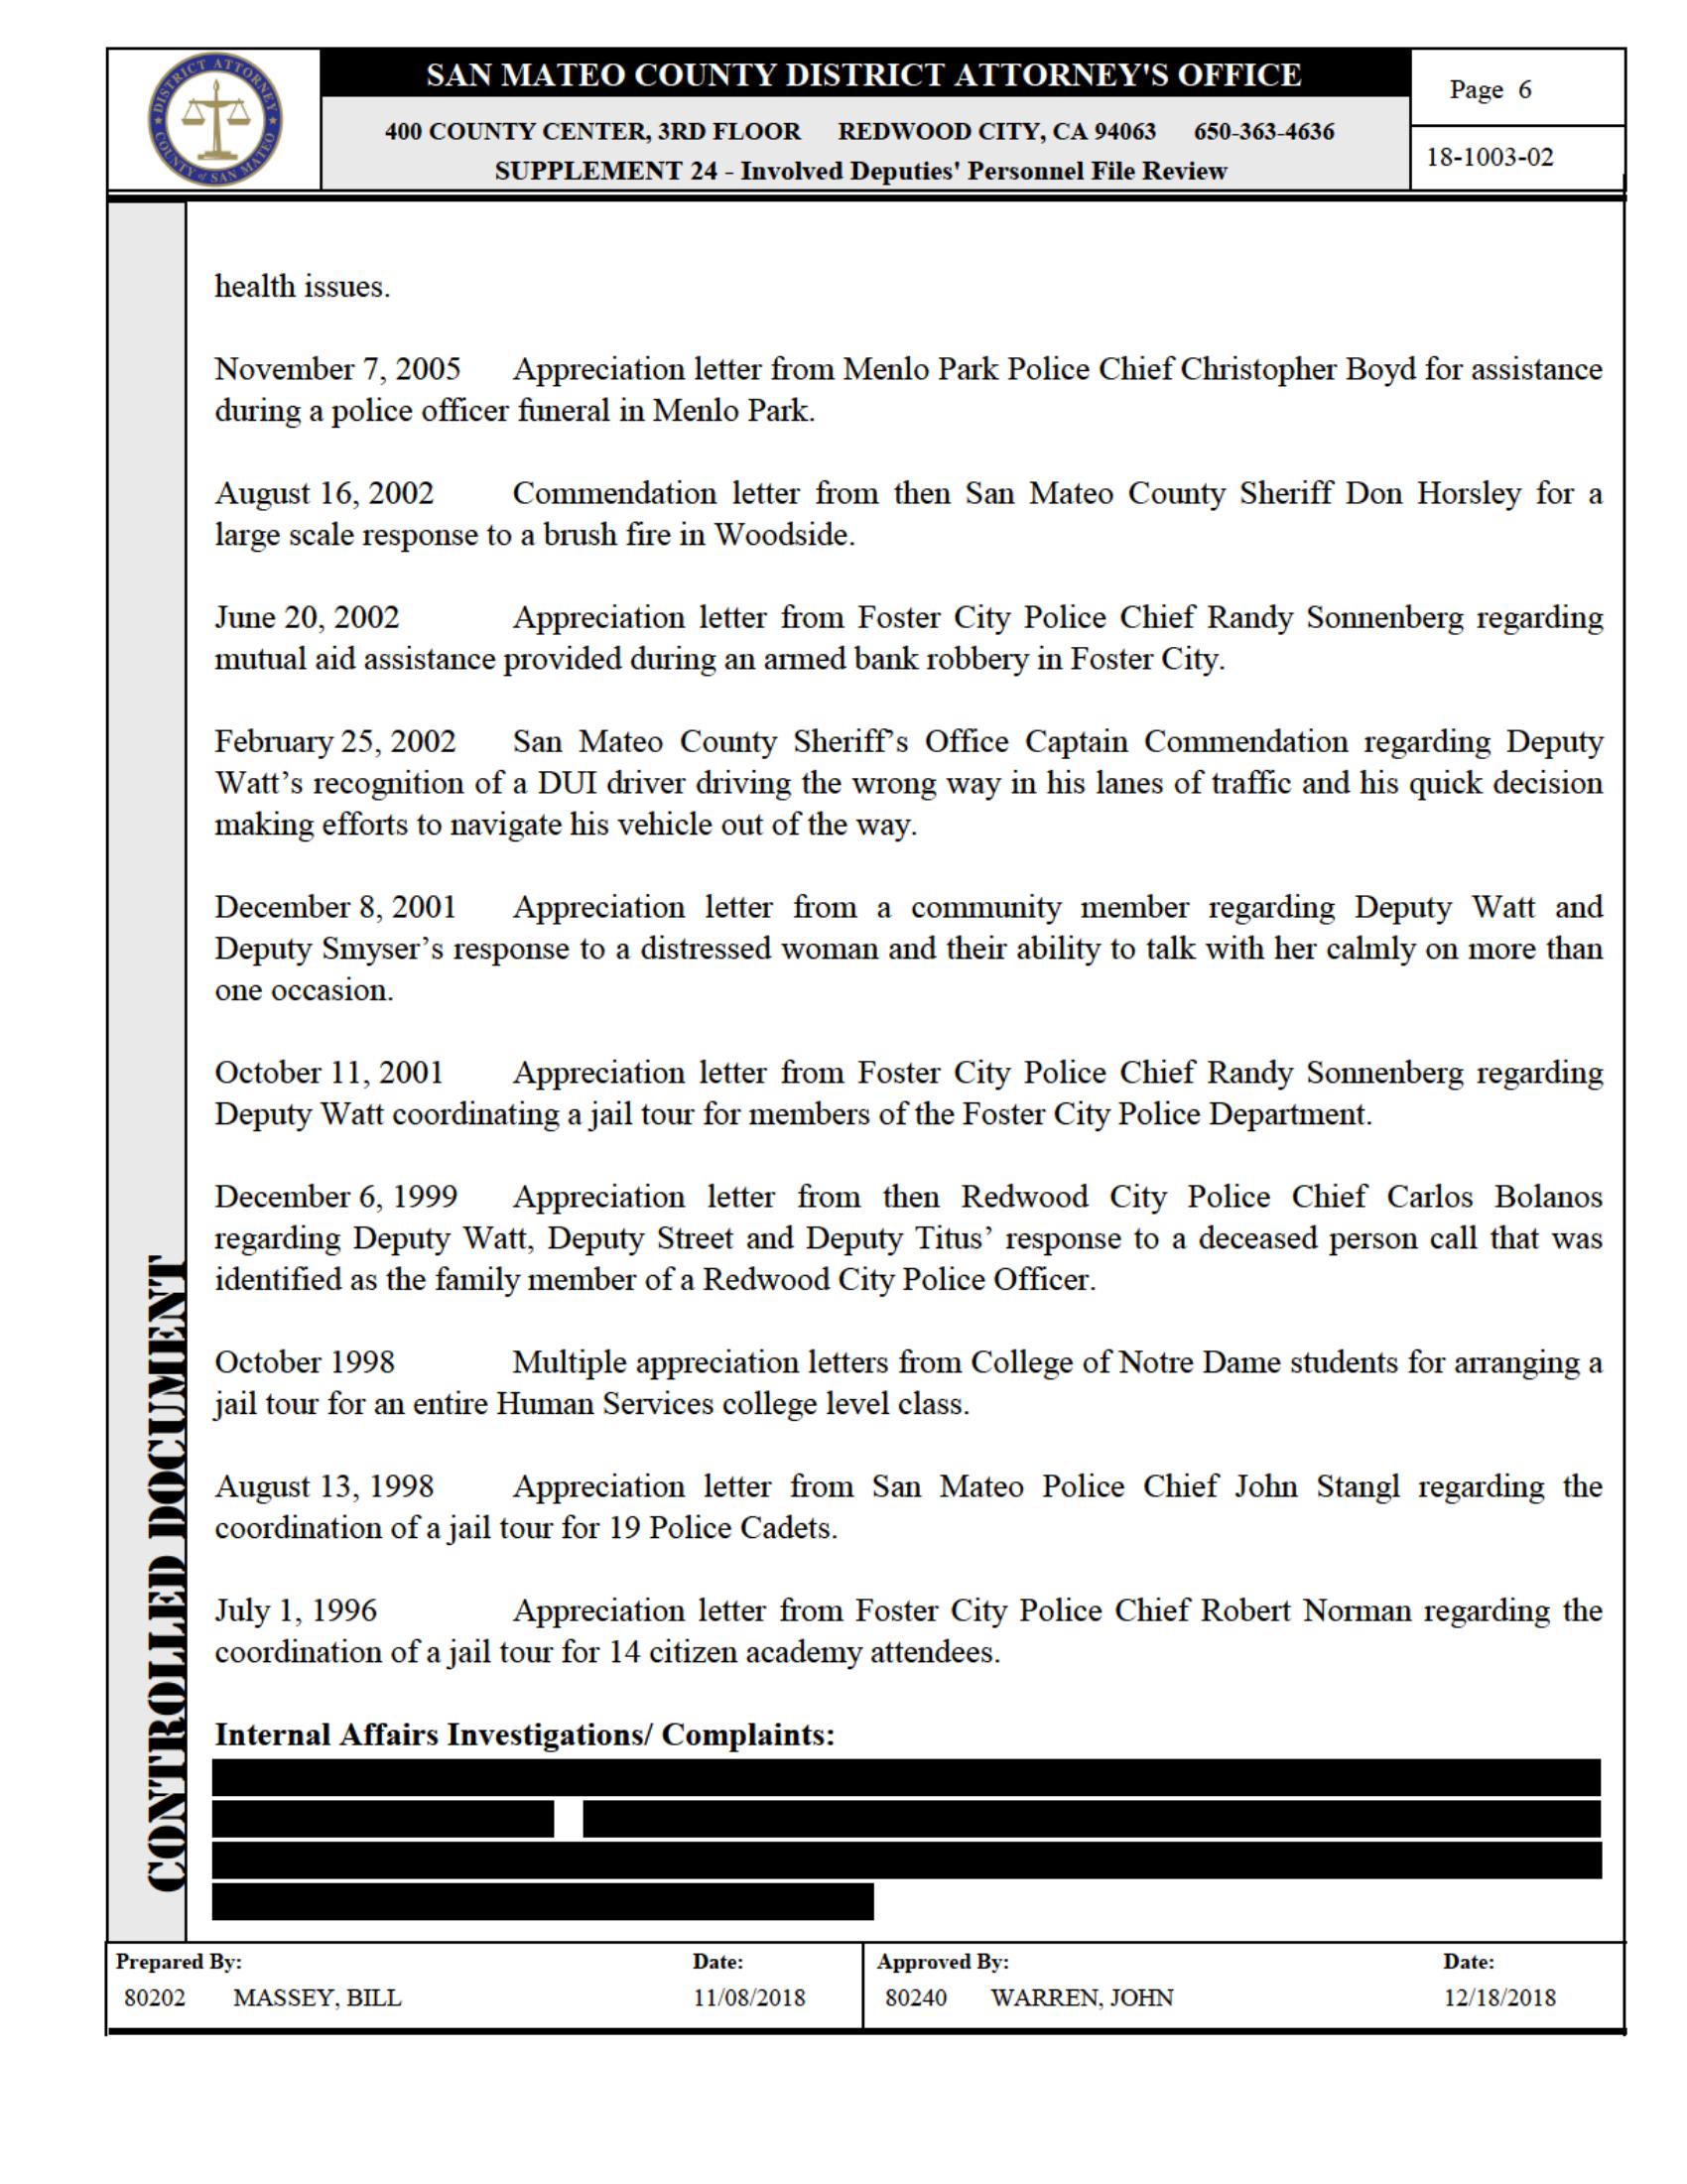 DISTRICT ATTORNEY
COUNTY of SAN MATEO
SAN MATEO COUNTY DISTRICT ATTORNEY'S OFFICE
Page 6
400 COUNTY CENTER, 3RD FLOOR REDWOOD CITY, CA 94063 650-363-4636
SUPPLEMENT 24 - Involved Deputies' Personnel File Review
18-1003-02
health issues.
November 7, 2005 Appreciation letter from Menlo Park Police Chief Christopher Boyd for assistance
during a police officer funeral in Menlo Park.
August 16, 2002 Commendation letter from then San Mateo County Sheriff Don Horsley for a
large scale response to a brush fire in Woodside.
June 20, 2002 Appreciation letter from Foster City Police Chief Randy Sonnenberg regarding
mutual aid assistance provided during an armed bank robbery in Foster City.
February 25, 2002 San Mateo County Sheriff’s Office Captain Commendation regarding Deputy
Watt’s recognition of a DUI driver driving the wrong way in his lanes of traffic and his quick decision
making efforts to navigate his vehicle out of the way.
December 8, 2001 Appreciation letter from a community member regarding Deputy Watt and
Deputy Smyser’s response to a distressed woman and their ability to talk with her calmly on more than
one occasion.
October 11, 2001 Appreciation letter from Foster City Police Chief Randy Sonnenberg regarding
Deputy Watt coordinating a jail tour for members of the Foster City Police Department.
December 6, 1999 Appreciation letter from then Redwood City Police Chief Carlos Bolanos
regarding Deputy Watt, Deputy Street and Deputy Titus’ response to a deceased person call that was
identified as the family member of a Redwood City Police Officer.
October 1998 Multiple appreciation letters from College of Notre Dame students for arranging a
jail tour for an entire Human Services college level class.
August 13, 1998 Appreciation letter from San Mateo Police Chief John Stangl regarding the
coordination of a jail tour for 19 Police Cadets.
July 1, 1996 Appreciation letter from Foster City Police Chief Robert Norman regarding the
coordination of a jail tour for 14 citizen academy attendees.
Internal Affairs Investigations/ Complaints:
CONTROLLED DOCUMENT
Prepared By: Date: Approved By: Date:
80202 MASSEY, BILL 11/08/2018 80240 WARREN, JOHN 12/18/2018